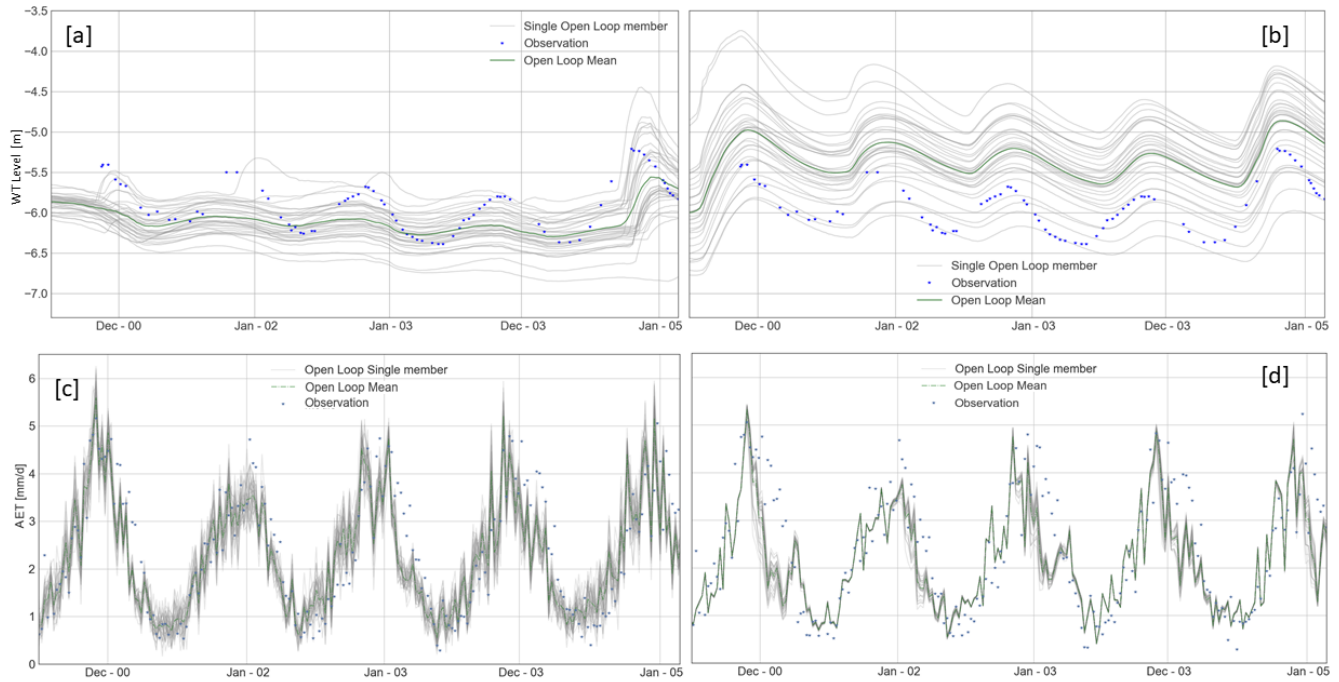 −3.5
−4.0
−4.5
−5.0
−5.5
−6.0
−6.5
−7.0
WT Level [m]
[a]
Single Open Loop member
Observation
Open Loop Mean
Dec - 00
Jan - 02
Jan - 03
Dec - 03
Jan - 05
[b]
Single Open Loop member
Observation
Open Loop Mean
Dec - 00
Jan - 02
Jan - 03
Dec - 03
Jan - 05
6
5
4
3
2
1
0
AET [mm/d]
[c]
Open Loop Single member
Open Loop Mean
Observation
Dec - 00
Jan - 02
Jan - 03
Dec - 03
Jan - 05
[d]
Open Loop Single member
Open Loop Mean
Observation
Dec - 00
Jan - 02
Jan - 03
Dec - 03
Jan - 05